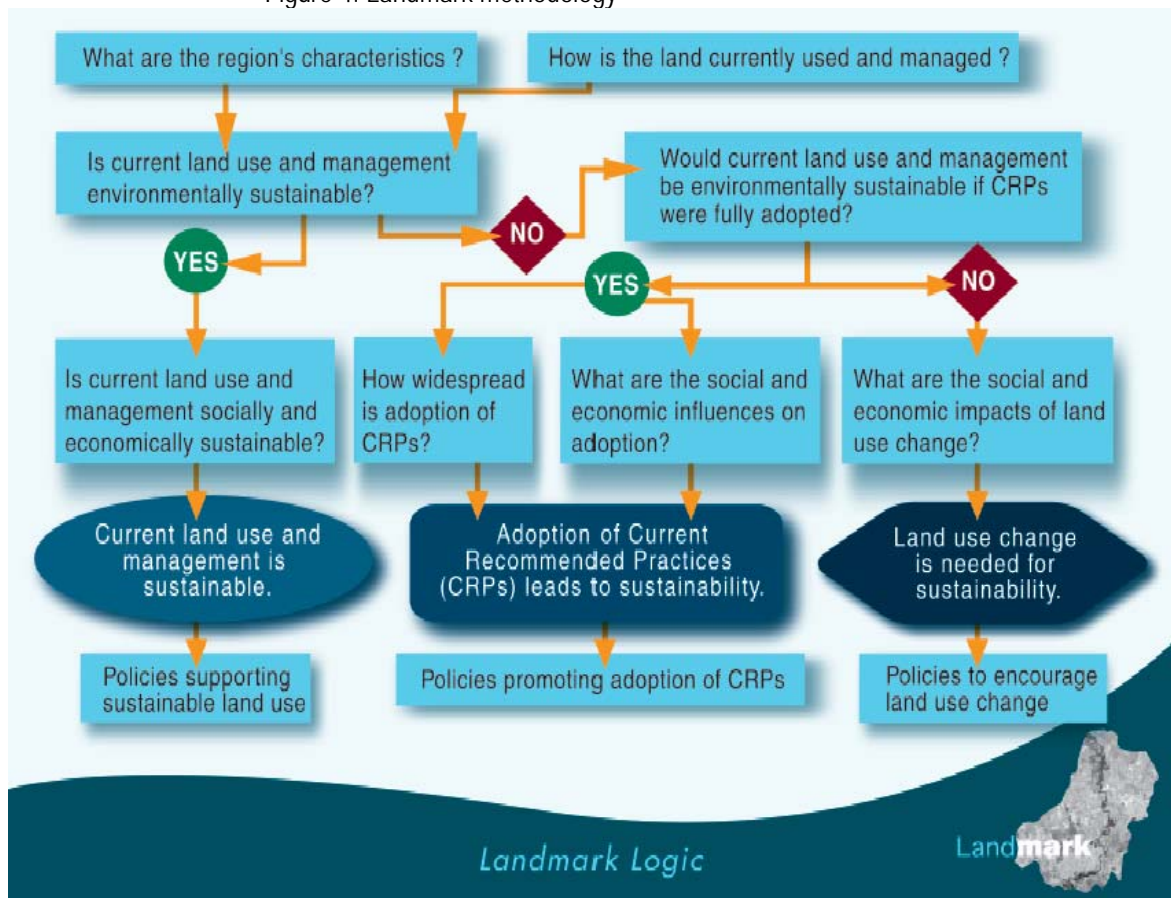 Figure 4: Landmark methodology
What are the region's characteristics ?
How is the land currently used and managed ?
Is current land use and management
environmentally sustainable?
Would current land use and management
be environmentally sustainable if CRPs
were fully adopted?
NO
YES
YES
NO
Is current land use and
management socially and
economically sustainable?
How widespread
is adoption of
CRPs?
What are the social and
economic influences on
adoption?
What are the social and
economic impacts of land
use change?
Current land use and
management is
sustainable.
Adoption of Current
Recommended Practices
(CRPs) leads to sustainability.
Land use change
is needed for
sustainability.
Policies supporting
sustainable land use
Policies promoting adoption of CRPs
Policies to encourage
land use change
Landmark Logic
Landmark